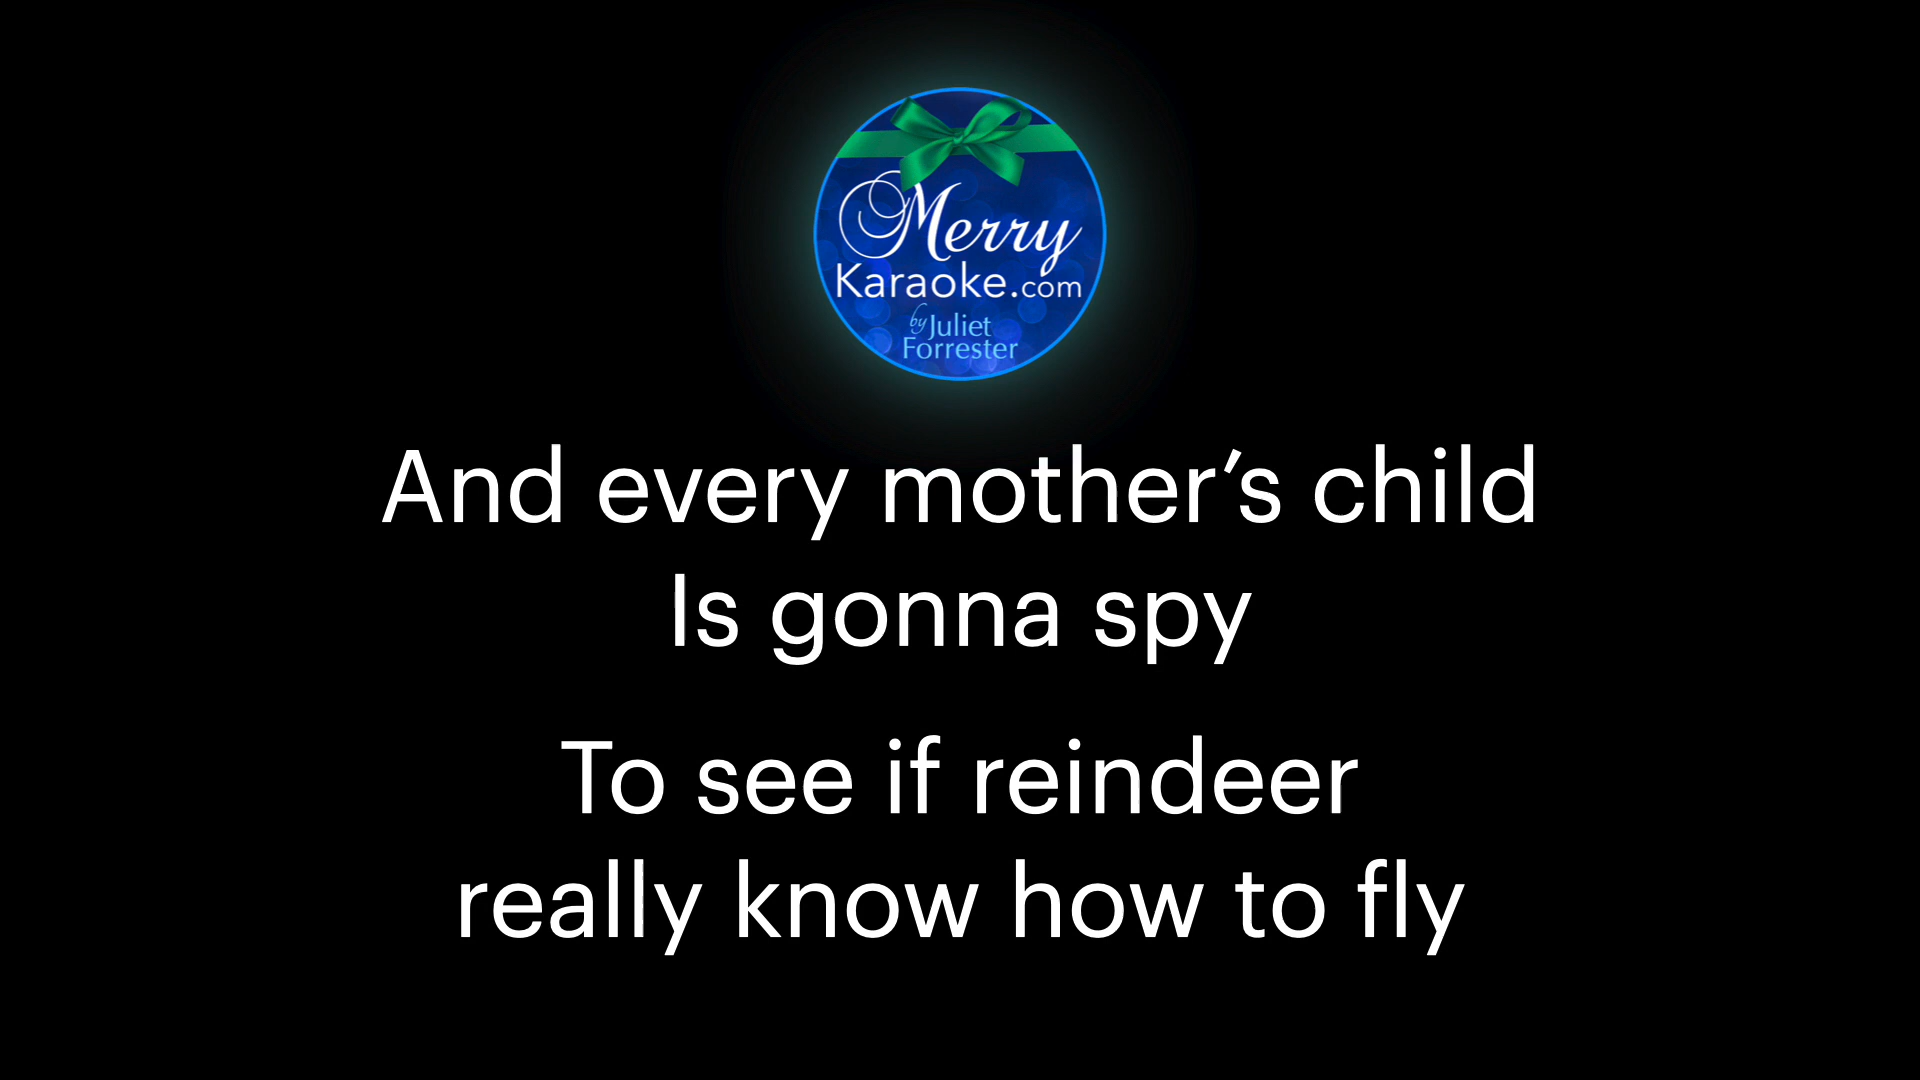 Merry
Karaoke.com
by Juliet
Forrester
And every mother’s child
Is gonna spy
To see if reindeer
really know how to fly